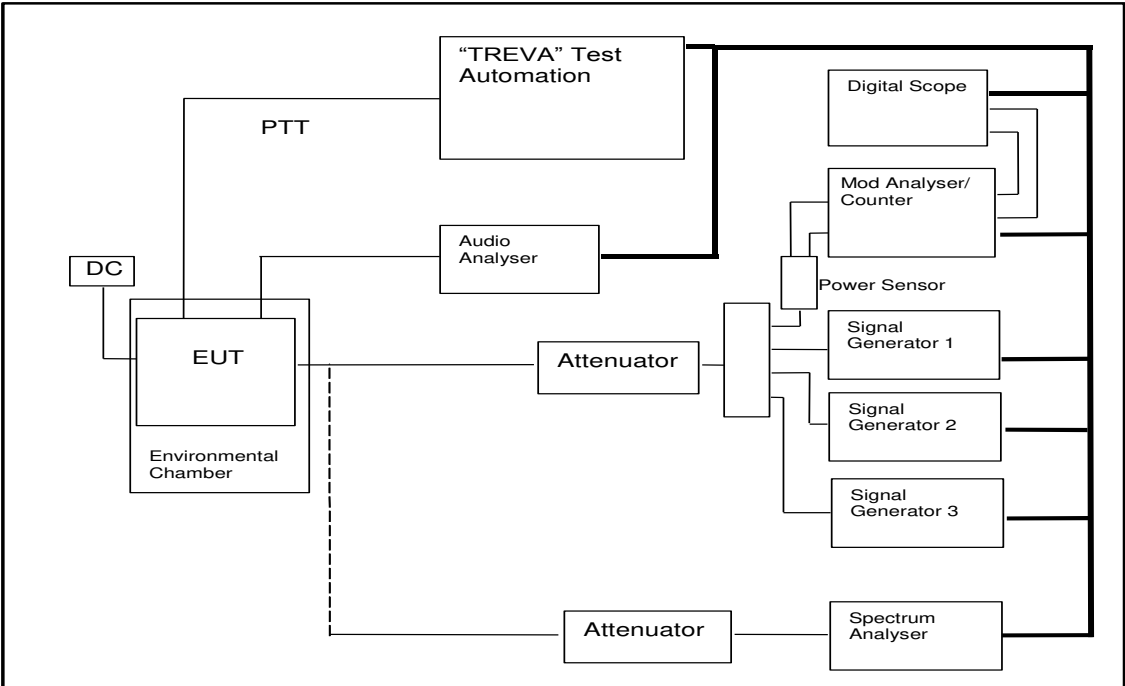 “TREVA” Test
Automation
Digital Scope
PTT
Mod Analyser/
Counter
Audio
Analyser
DC
Power Sensor
EUT
Attenuator
Signal
Generator 1
Signal
Generator 2
Environmental
Chamber
Signal
Generator 3
Attenuator
Spectrum
Analyser